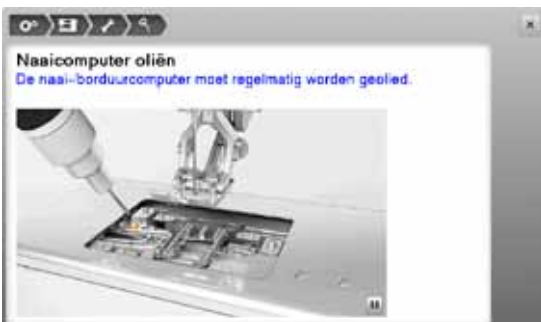 Naaicomputer oliën
De naai-/borduurcomputer moet regelmatig worden geolied.